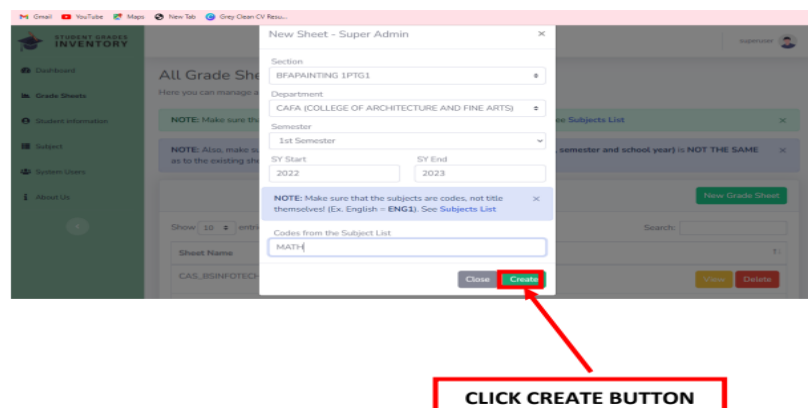 Gmail YouTube Maps New Tab Grey Clean CV Resu...
STUDENT GRADES
INVENTORY
New Sheet - Super Admin ×
superuser
Dashboard
Grade Sheets
Student Information
Subject
System Users
About Us
All Grade She
Here you can manage a
NOTE: Make sure th
ee Subjects List ×
NOTE: Also, make su
, semester and school year) is NOT THE SAME ×
as to the existing she
Section
BFAPAINTING 1PTG1
Department
CAFA (COLLEGE OF ARCHITECTURE AND FINE ARTS)
Semester
1st Semester
SY Start SY End
2022 2023
NOTE: Make sure that the subjects are codes, not title ×
themselves! (Ex. English = ENG1). See Subjects List
Codes from the Subject List
MATH
Close Create
New Grade Sheet
Show 10 entri
Search:
Sheet Name
CAS_BSINFOTECH
View Delete
CLICK CREATE BUTTON